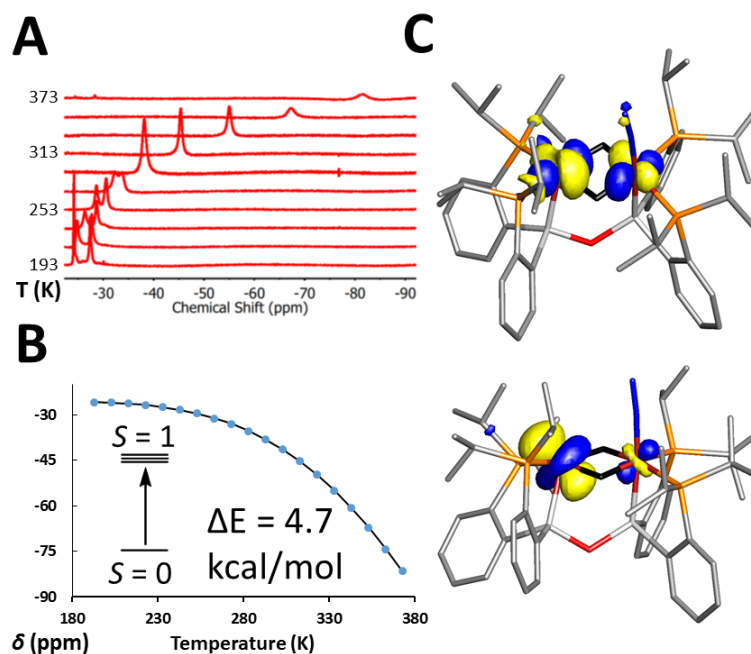 A
373
313
253
193
T (K)
-30 -40 -50 -60 -70 -80 -90
Chemical Shift (ppm)
B
-30
-45
-60
-75
-90
S = 1
S = 0
ΔE = 4.7
kcal/mol
180 230 280 330 380
δ (ppm) Temperature (K)
C